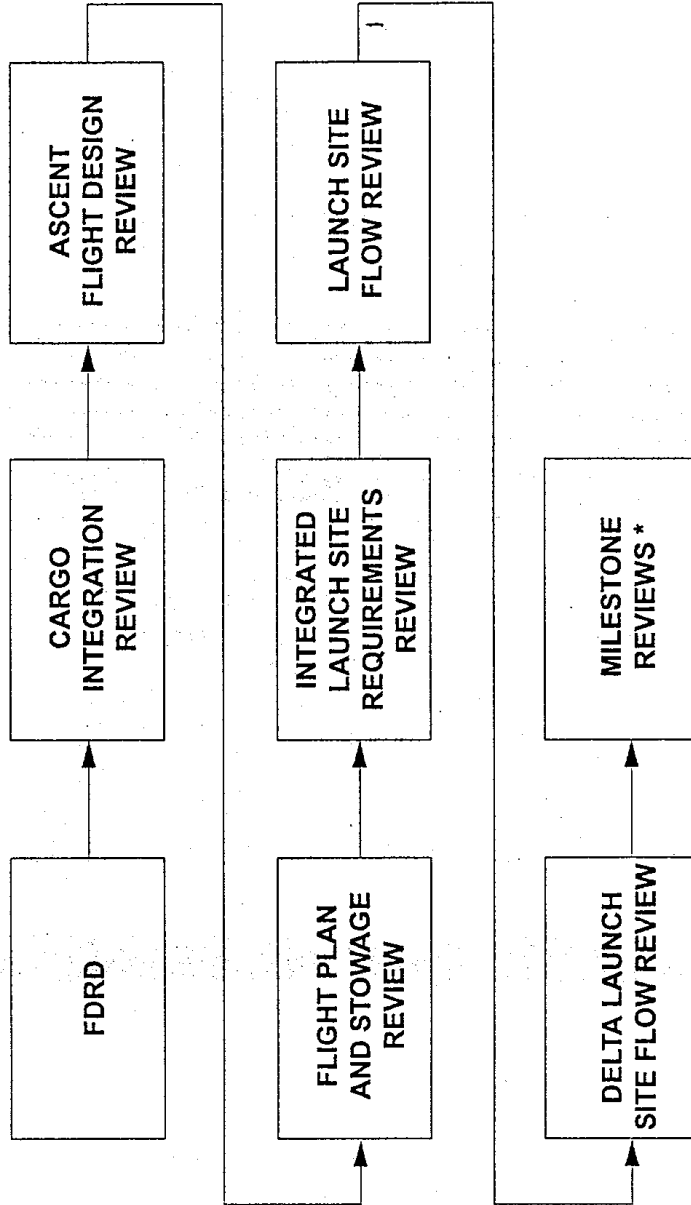 FDRD
CARGO
INTEGRATION
REVIEW
ASCENT
FLIGHT DESIGN
REVIEW
FLIGHT PLAN
AND STOWAGE
REVIEW
INTEGRATED
LAUNCH SITE
REQUIREMENTS
REVIEW
LAUNCH SITE
FLOW REVIEW
DELTA LAUNCH
SITE FLOW REVIEW
MILESTONE
REVIEWS *